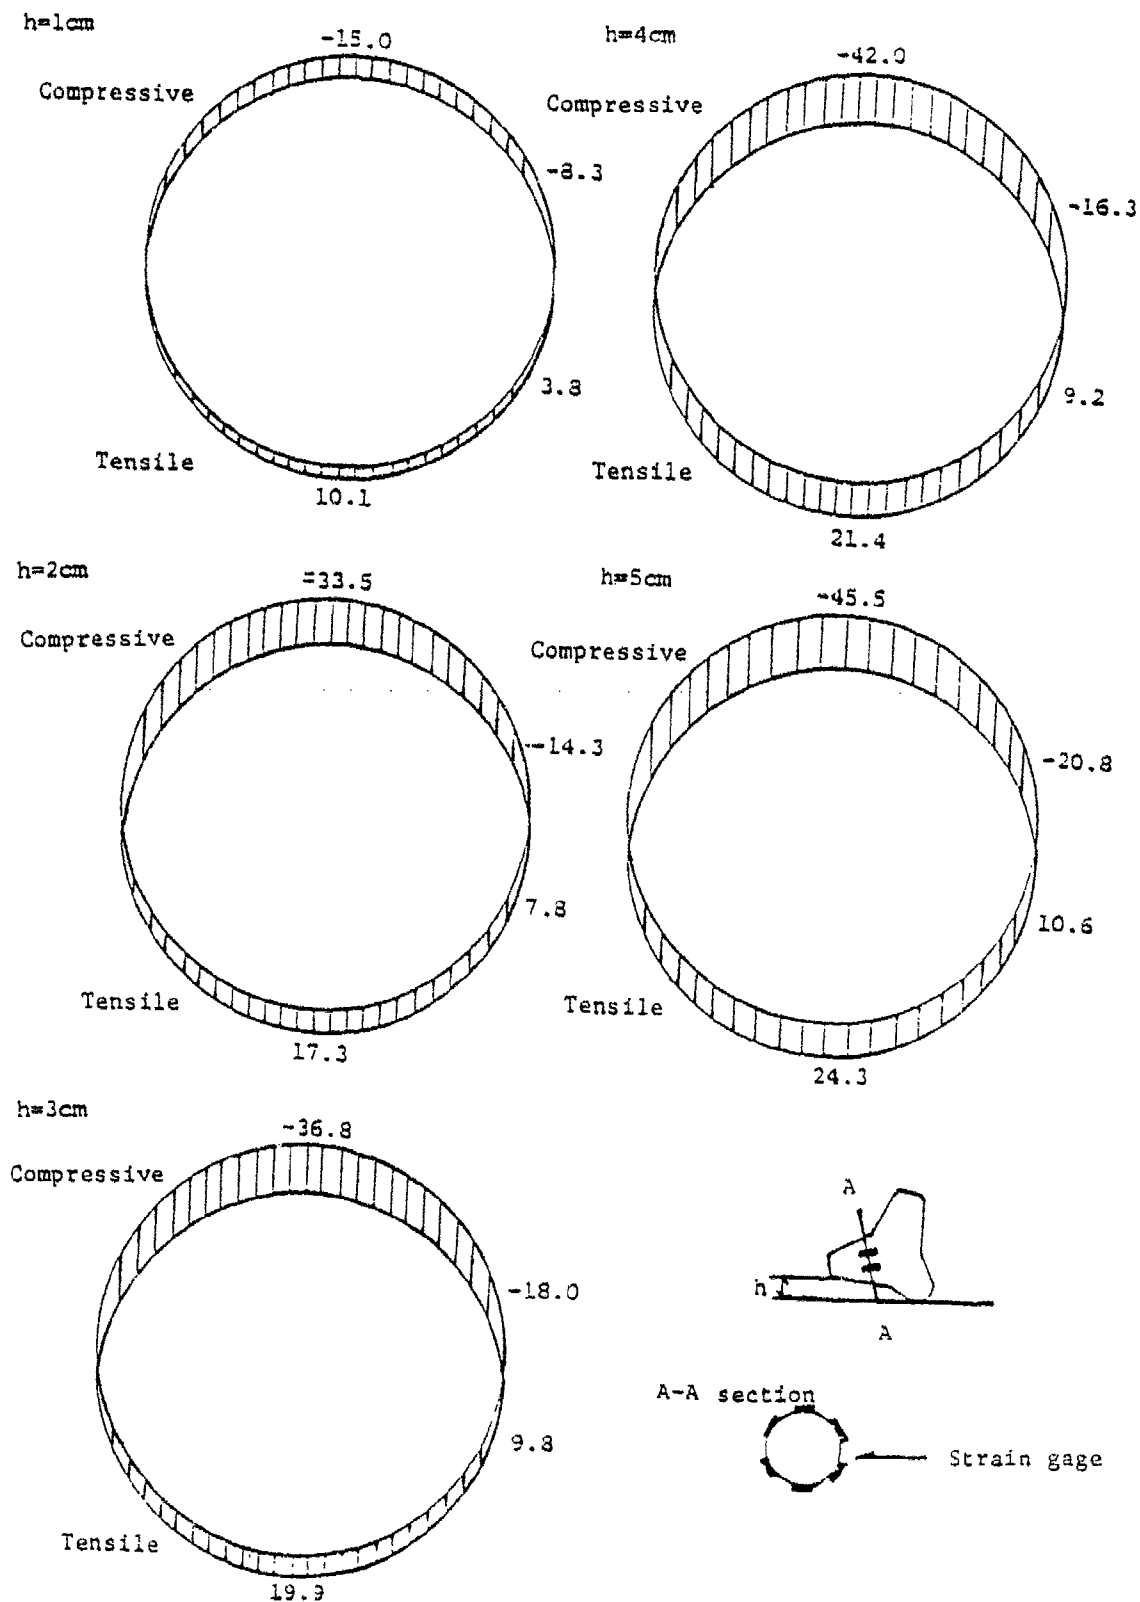 h=1cm
-15.0
Compressive
-8.3
3.8
Tensile
10.1
h=4cm
-42.0
Compressive
-16.3
9.2
Tensile
21.4
h=2cm
-33.5
Compressive
-14.3
7.8
Tensile
17.3
h=5cm
-45.5
Compressive
-20.8
10.6
Tensile
24.3
h=3cm
-36.8
Compressive
-18.0
9.8
Tensile
19.9
A
h
A
A-A section
Strain gage